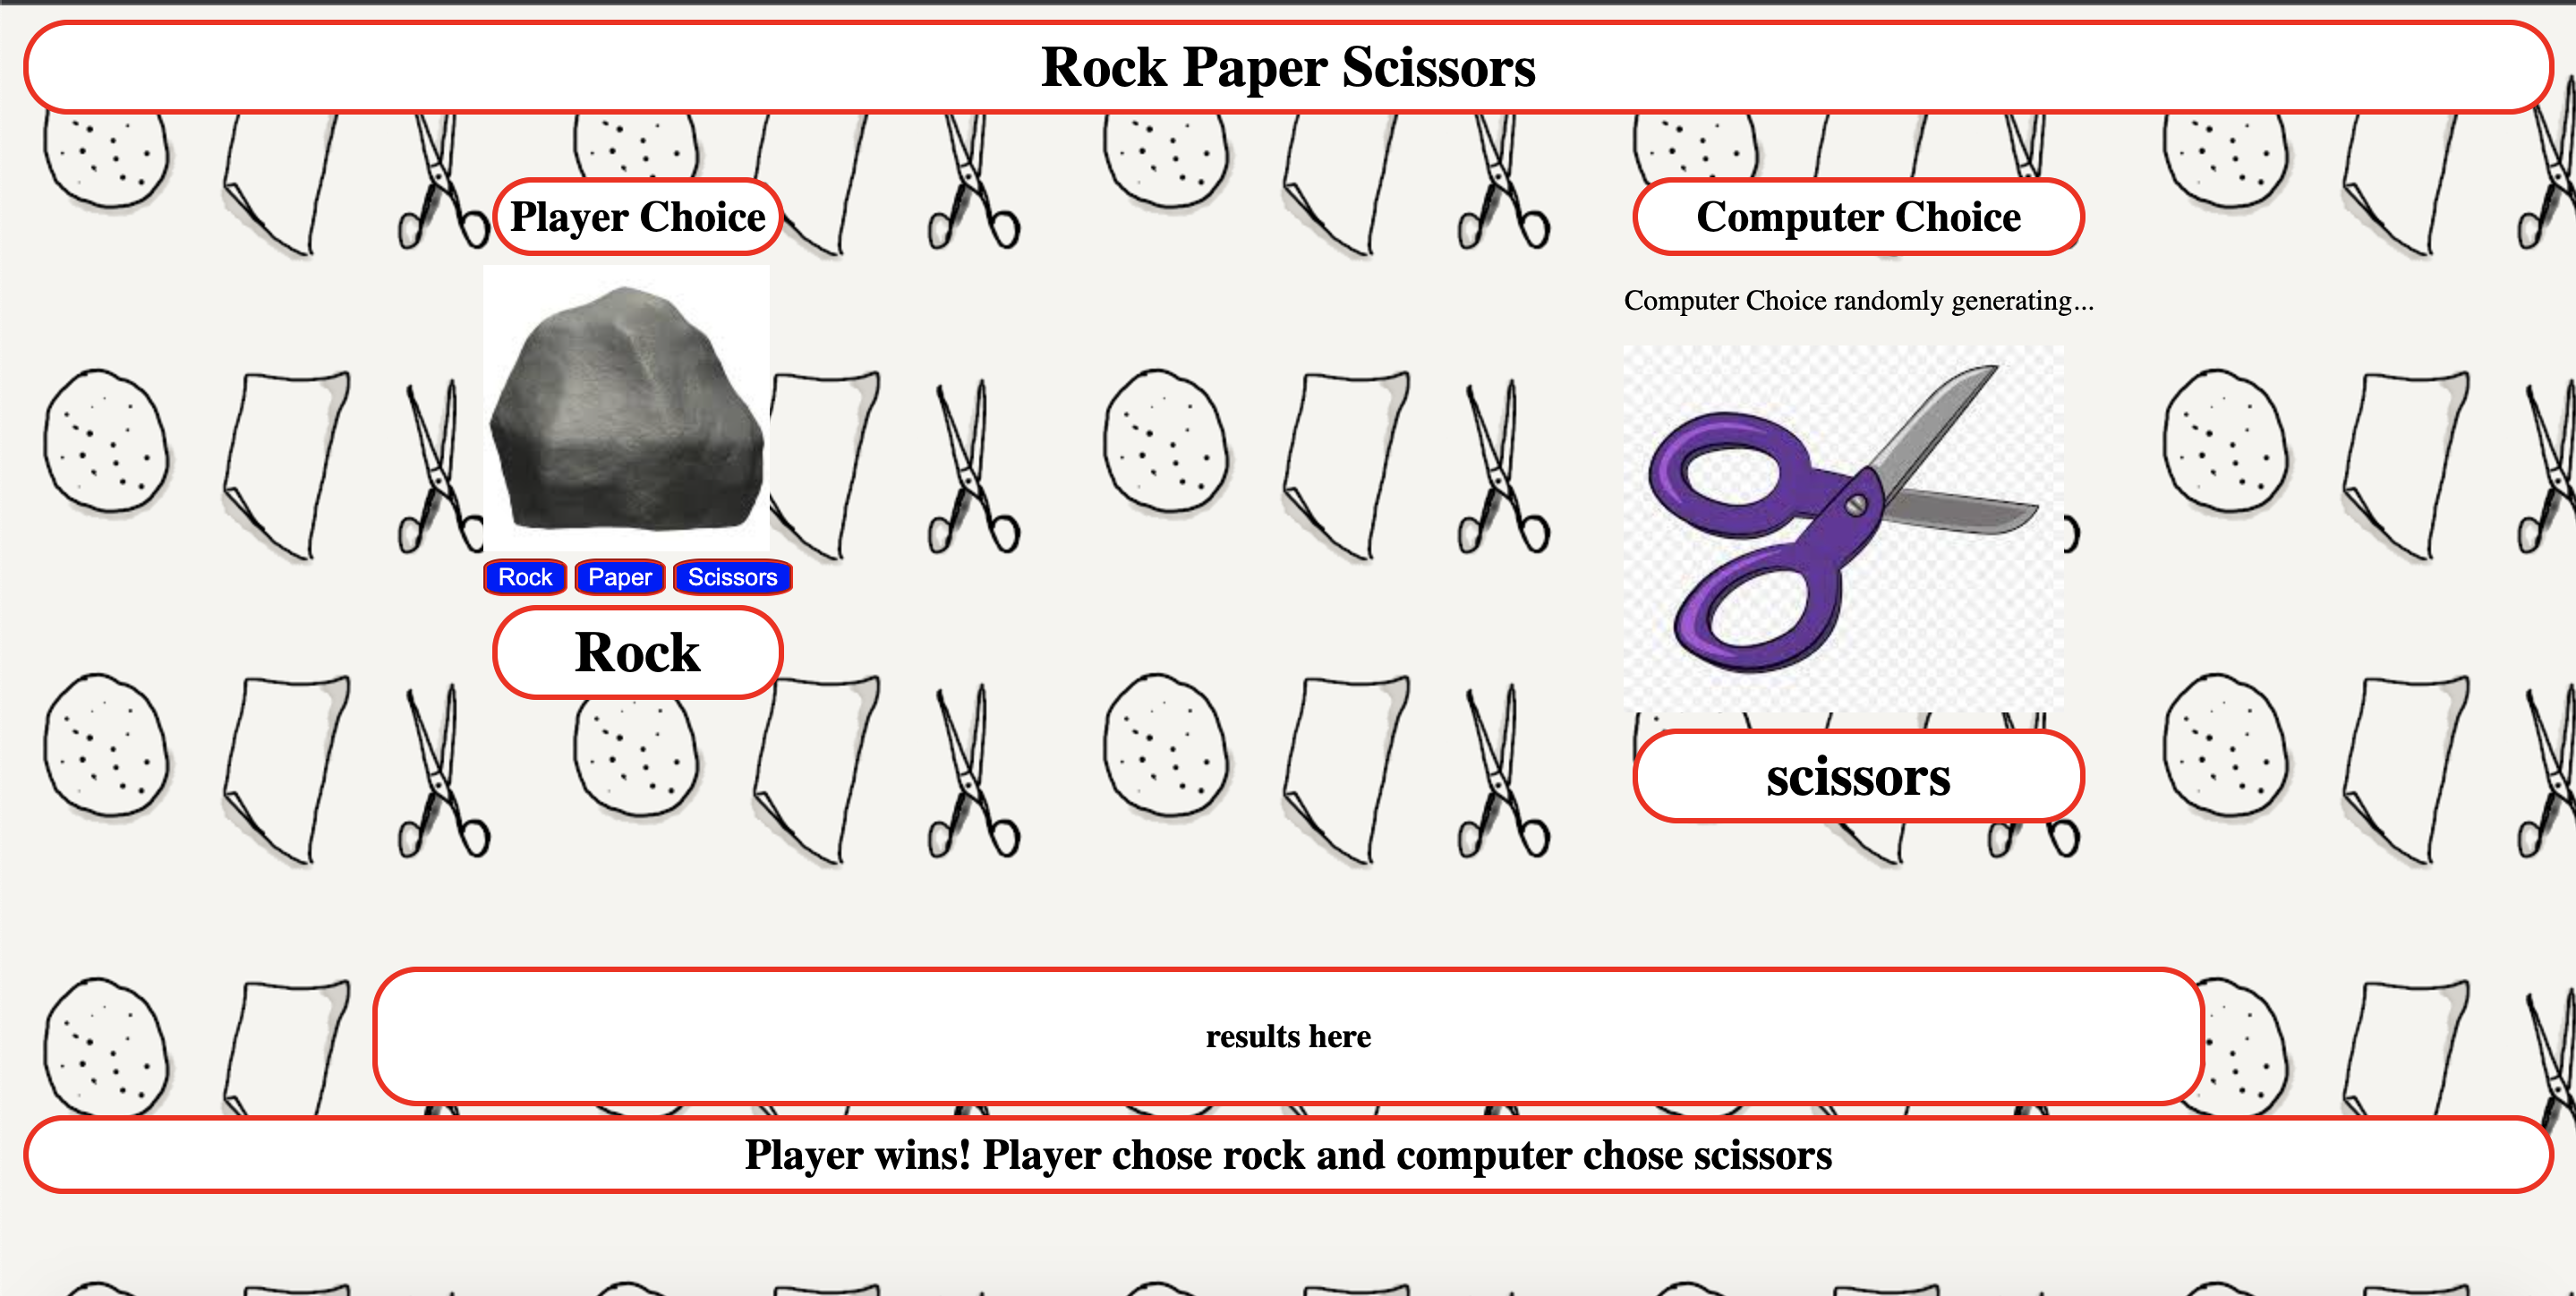 Rock Paper Scissors
Player Choice
Computer Choice
Computer Choice randomly generating...
Rock Paper Scissors
Rock
scissors
results here
Player wins! Player chose rock and computer chose scissors